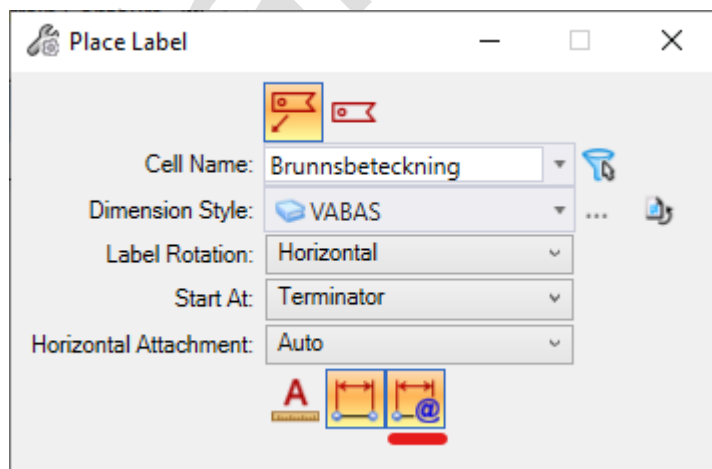 Place Label
Cell Name: Brunnsbeteckning
Dimension Style: VABAS ...
Label Rotation: Horizontal
Start At: Terminator
Horizontal Attachment: Auto
A @